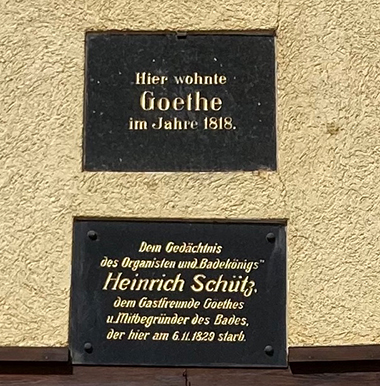 Hier wohnte
Goethe
im Jahre 1818.
Dem Gedächtnis
des Organisten und „Badekönigs“
Heinrich Schütz,
dem Gastfreunde Goethes
u. Mitbegründer des Bades,
der hier am 6.11.1829 starb.